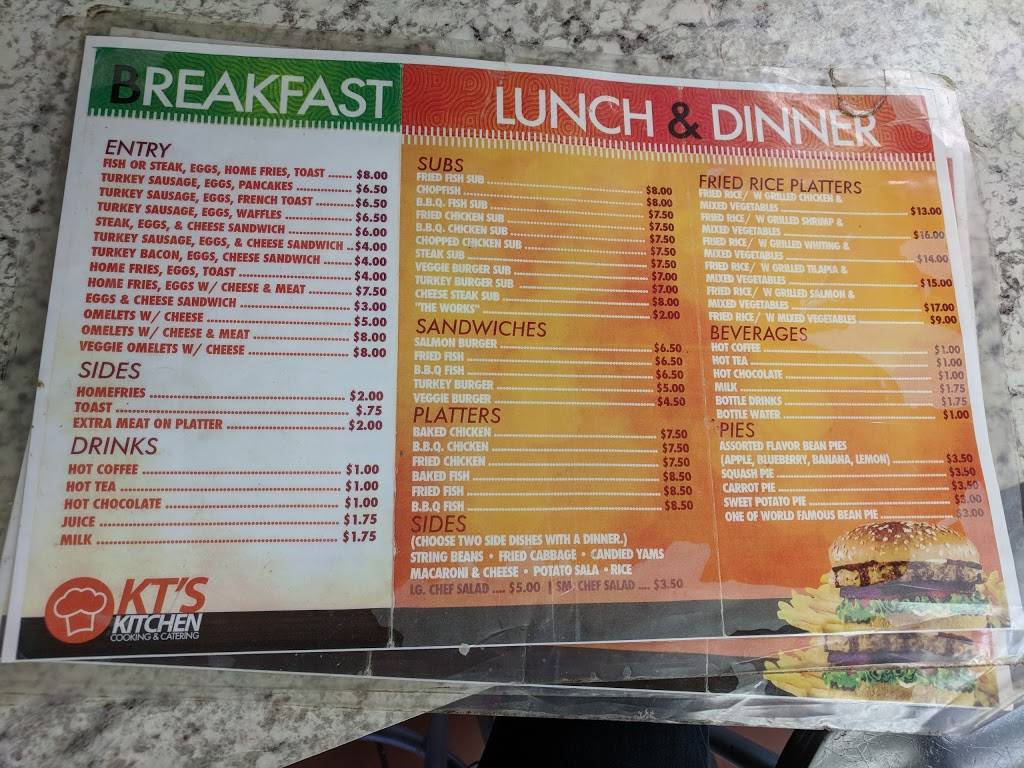 BREAKFAST
ENTRY
FISH OR STEAK, EGGS, HOME FRIES, TOAST ...... $8.00
TURKEY SAUSAGE, EGGS, PANCAKES ...... $6.50
TURKEY SAUSAGE, EGGS, FRENCH TOAST ...... $6.50
TURKEY SAUSAGE, EGGS, WAFFLES ...... $6.50
STEAK, EGGS, & CHEESE SANDWICH ...... $6.00
TURKEY SAUSAGE, EGGS, & CHEESE SANDWICH .. $4.00
TURKEY BACON, EGGS, CHEESE SANDWICH ...... $4.00
HOME FRIES, EGGS, TOAST ...... $4.00
HOME FRIES, EGGS W/ CHEESE & MEAT ...... $7.50
EGGS & CHEESE SANDWICH ...... $3.00
OMELETS W/ CHEESE ...... $5.00
OMELETS W/ CHEESE & MEAT ...... $8.00
VEGGIE OMELETS W/ CHEESE ...... $8.00
SIDES
HOMEFRIES ...... $2.00
TOAST ...... $.75
EXTRA MEAT ON PLATTER ...... $2.00
DRINKS
HOT COFFEE ...... $1.00
HOT TEA ...... $1.00
HOT CHOCOLATE ...... $1.00
JUICE ...... $1.75
MILK ...... $1.75
KT'S
KITCHEN
COOKING & CATERING
LUNCH & DINNER
SUBS
FRIED FISH SUB ...... $8.00
CHOPFISH ...... $8.00
B.B.Q. FISH SUB ...... $7.50
FRIED CHICKEN SUB ...... $7.50
B.B.Q. CHICKEN SUB ...... $7.50
CHOPPED CHICKEN SUB ...... $7.50
STEAK SUB ...... $7.50
VEGGIE BURGER SUB ...... $7.00
TURKEY BURGER SUB ...... $7.00
CHEESE STEAK SUB ...... $8.00
"THE WORKS" ...... $2.00
SANDWICHES
SALMON BURGER ...... $6.50
FRIED FISH ...... $6.50
B.B.Q FISH ...... $6.50
TURKEY BURGER ...... $5.00
VEGGIE BURGER ...... $4.50
PLATTERS
BAKED CHICKEN ...... $7.50
B.B.Q. CHICKEN ...... $7.50
FRIED CHICKEN ...... $7.50
BAKED FISH ...... $8.50
FRIED FISH ...... $8.50
B.B.Q FISH ...... $8.50
SIDES
(CHOOSE TWO SIDE DISHES WITH A DINNER.)
STRING BEANS • FRIED CABBAGE • CANDIED YAMS
MACARONI & CHEESE • POTATO SALA • RICE
LG. CHEF SALAD .... $5.00 | SM. CHEF SALAD .... $3.50
FRIED RICE PLATTERS
FRIED RICE/ W GRILLED CHICKEN &
MIXED VEGETABLES ...... $13.00
FRIED RICE/ W GRILLED SHRIMP &
MIXED VEGETABLES ...... $16.00
FRIED RICE/ W GRILLED WHITING &
MIXED VEGETABLES ...... $14.00
FRIED RICE/ W GRILLED TILAPIA &
MIXED VEGETABLES ...... $15.00
FRIED RICE/ W GRILLED SALMON &
MIXED VEGETABLES ...... $17.00
FRIED RICE/ W MIXED VEGETABLES ...... $9.00
BEVERAGES
HOT COFFEE ...... $1.00
HOT TEA ...... $1.00
HOT CHOCOLATE ...... $1.00
MILK ...... $1.75
BOTTLE DRINKS ...... $1.75
BOTTLE WATER ...... $1.00
PIES
ASSORTED FLAVOR BEAN PIES
(APPLE, BLUEBERRY, BANANA, LEMON) ...... $3.50
SQUASH PIE ...... $3.50
CARROT PIE ...... $3.50
SWEET POTATO PIE ...... $3.00
ONE OF WORLD FAMOUS BEAN PIE ...... $3.00